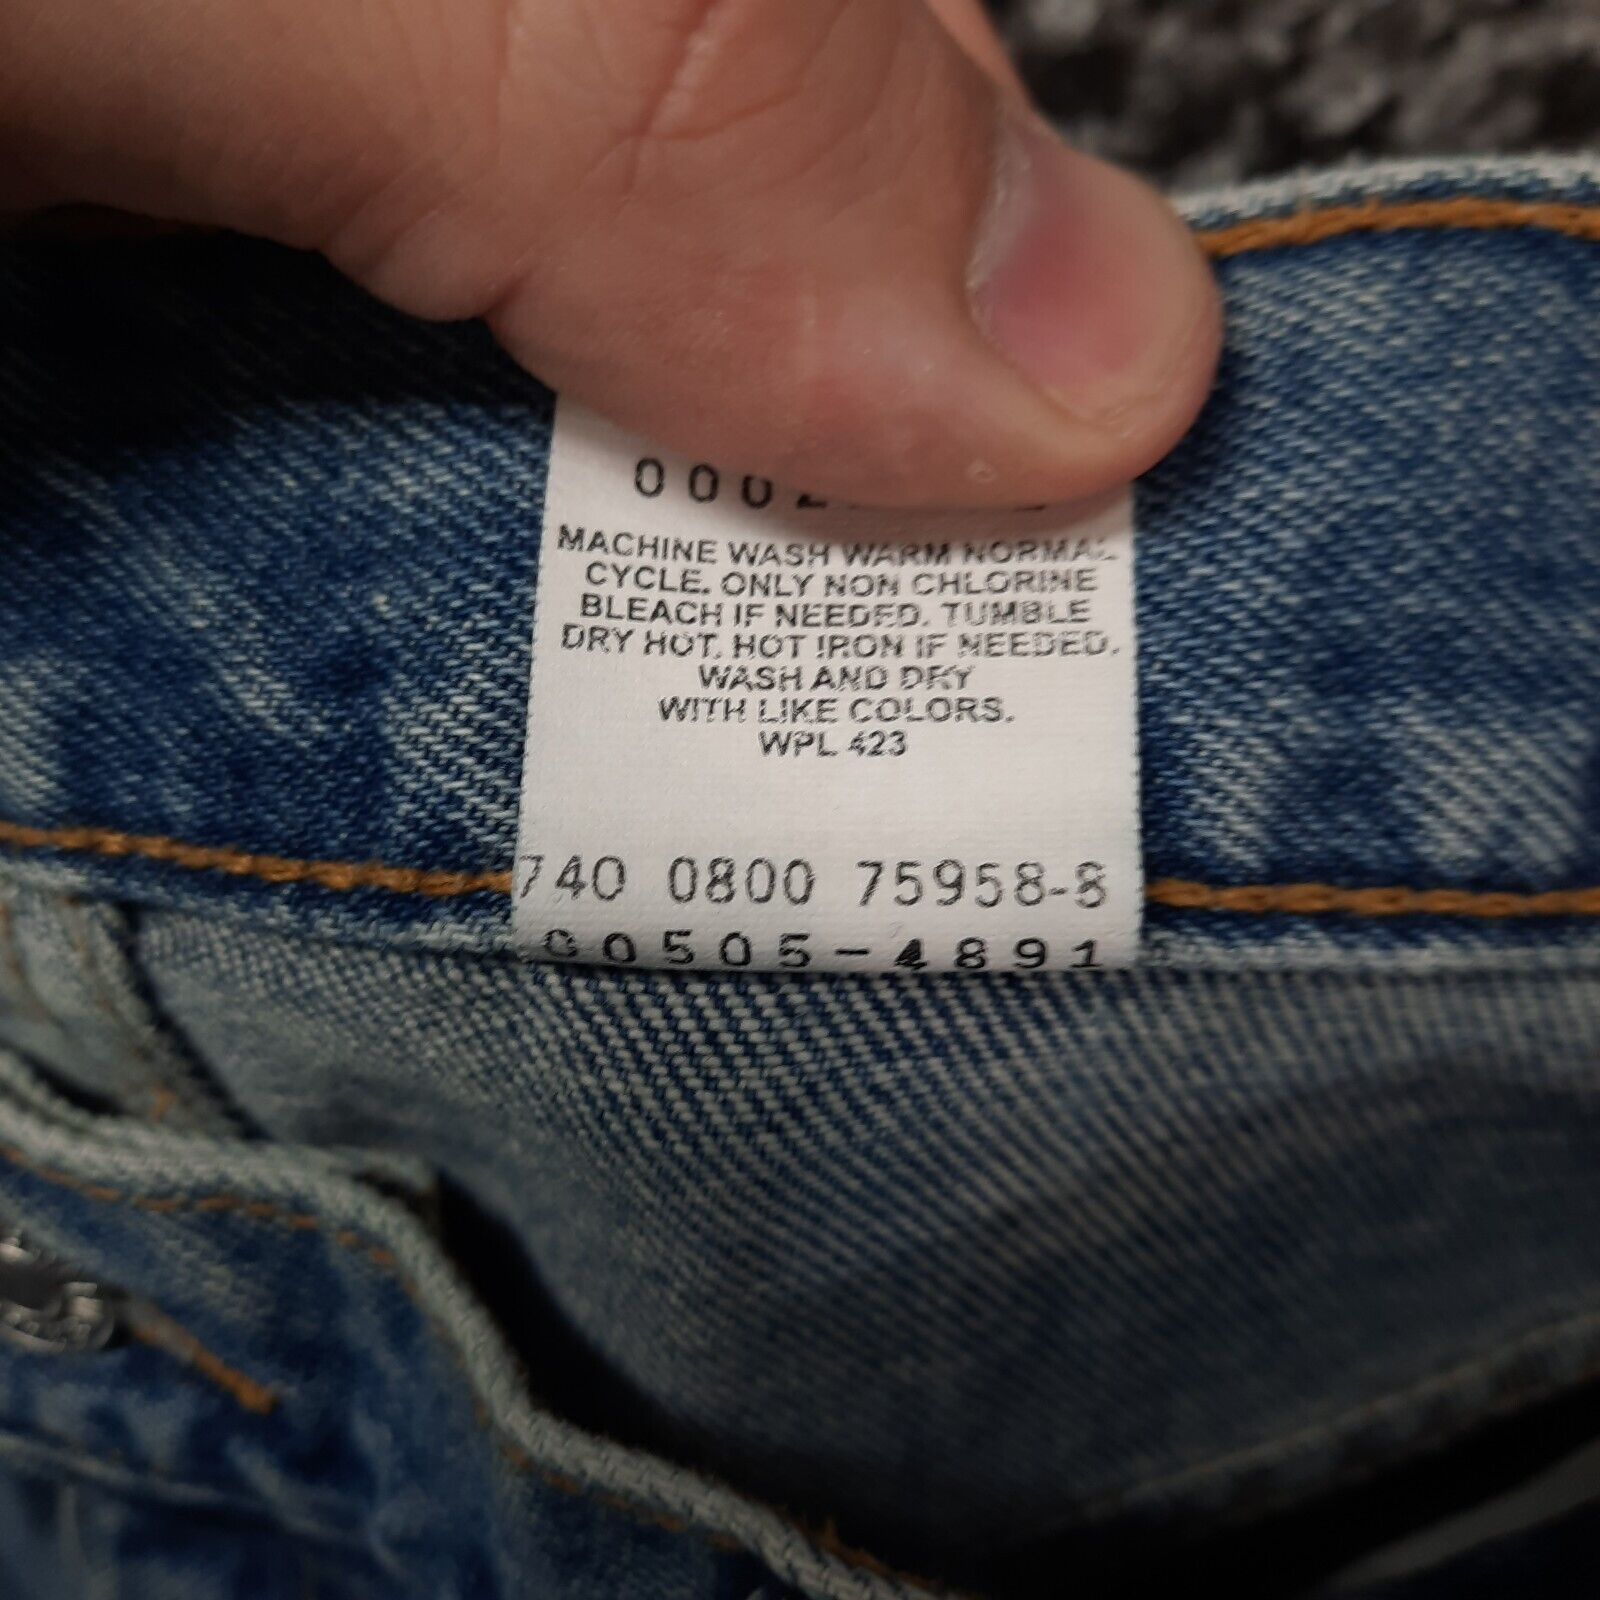 000
MACHINE WASH WARM NORMAL
CYCLE. ONLY NON CHLORINE
BLEACH IF NEEDED. TUMBLE
DRY HOT. HOT IRON IF NEEDED.
WASH AND DRY
WITH LIKE COLORS.
WPL 423
740 0800 75958-8
00505-4891